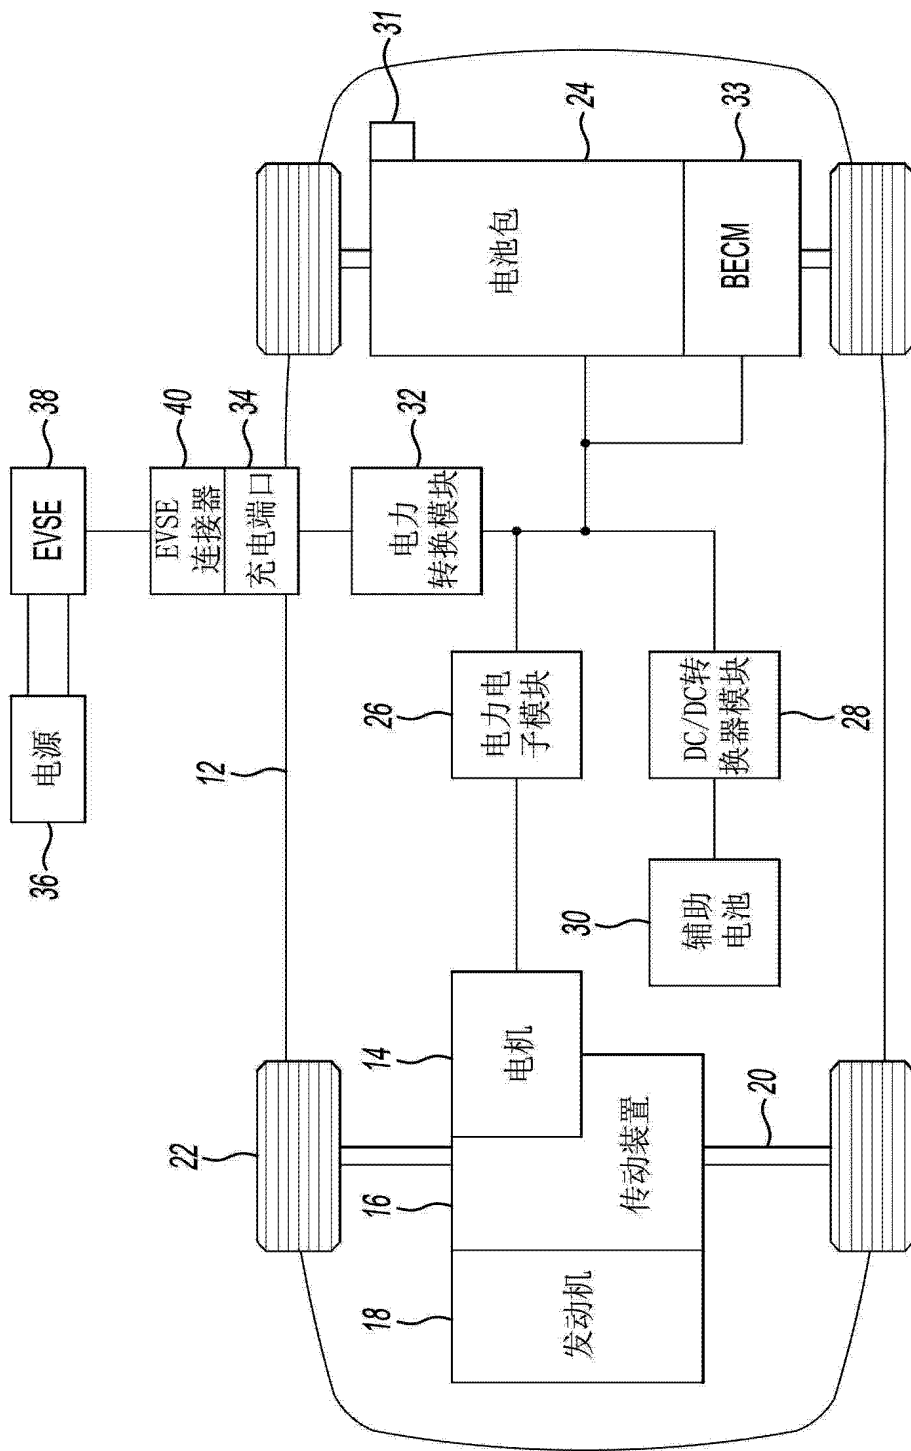 36
电源
EVSE
38
EVSE
连接器
40
22
12
充电端口
34
18
16
14
26
电力
转换模块
32
31
电机
电力电
子模块
电池包
24
发动机
传动装置
30
辅助
电池
DC/DC转
换器模块
28
BECM
33
20